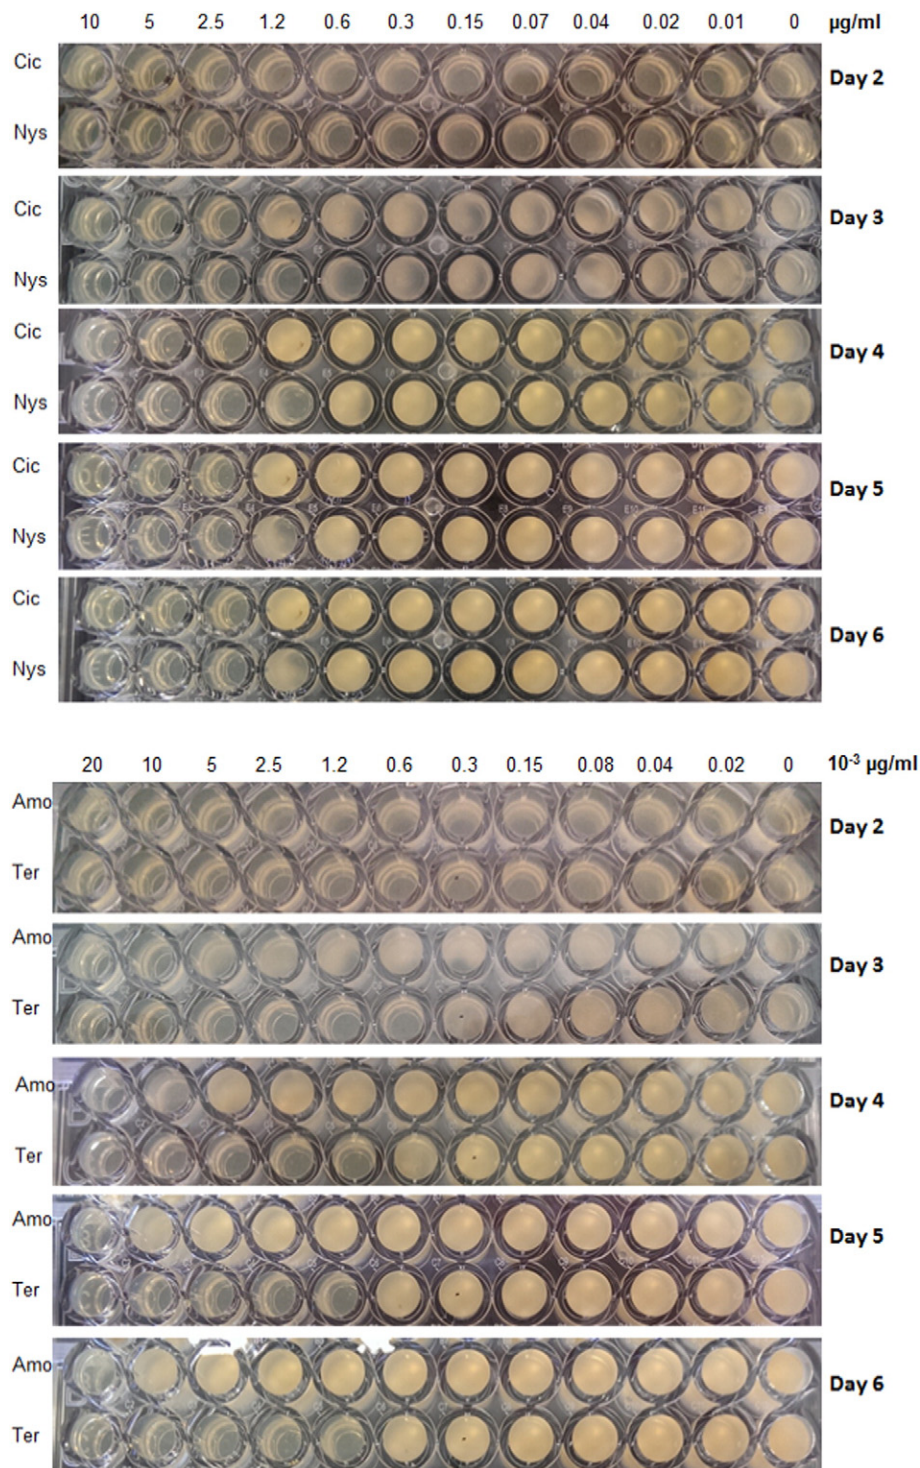 10 5 2.5 1.2 0.6 0.3 0.15 0.07 0.04 0.02 0.01 0 µg/ml
Cic
Day 2
Nys
Cic
Day 3
Nys
Cic
Day 4
Nys
Cic
Day 5
Nys
Cic
Day 6
Nys
20 10 5 2.5 1.2 0.6 0.3 0.15 0.08 0.04 0.02 0 10⁻³ µg/ml
Amo
Day 2
Ter
Amo
Day 3
Ter
Amo
Day 4
Ter
Amo
Day 5
Ter
Amo
Day 6
Ter